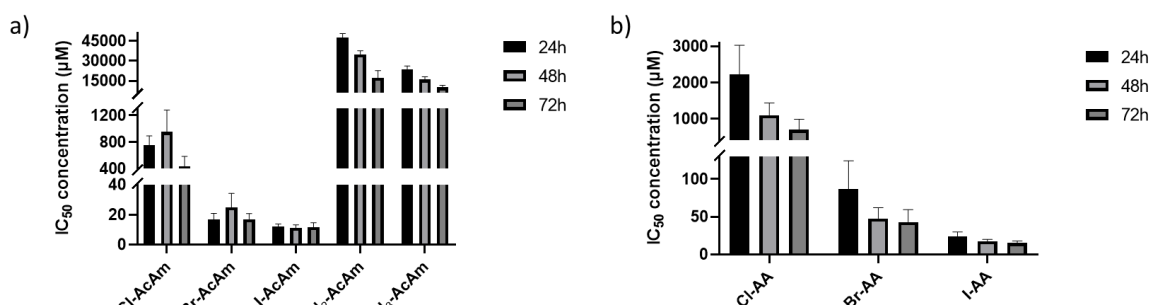 a)
IC50 concentration (µM)
45000
30000
15000
1200
800
400
40
20
0
24h
48h
72h
Br-AcAm
I-AcAm
b)
IC50 concentration (µM)
3000
2000
1000
100
50
0
24h
48h
72h
Cl-AA
Br-AA
I-AA